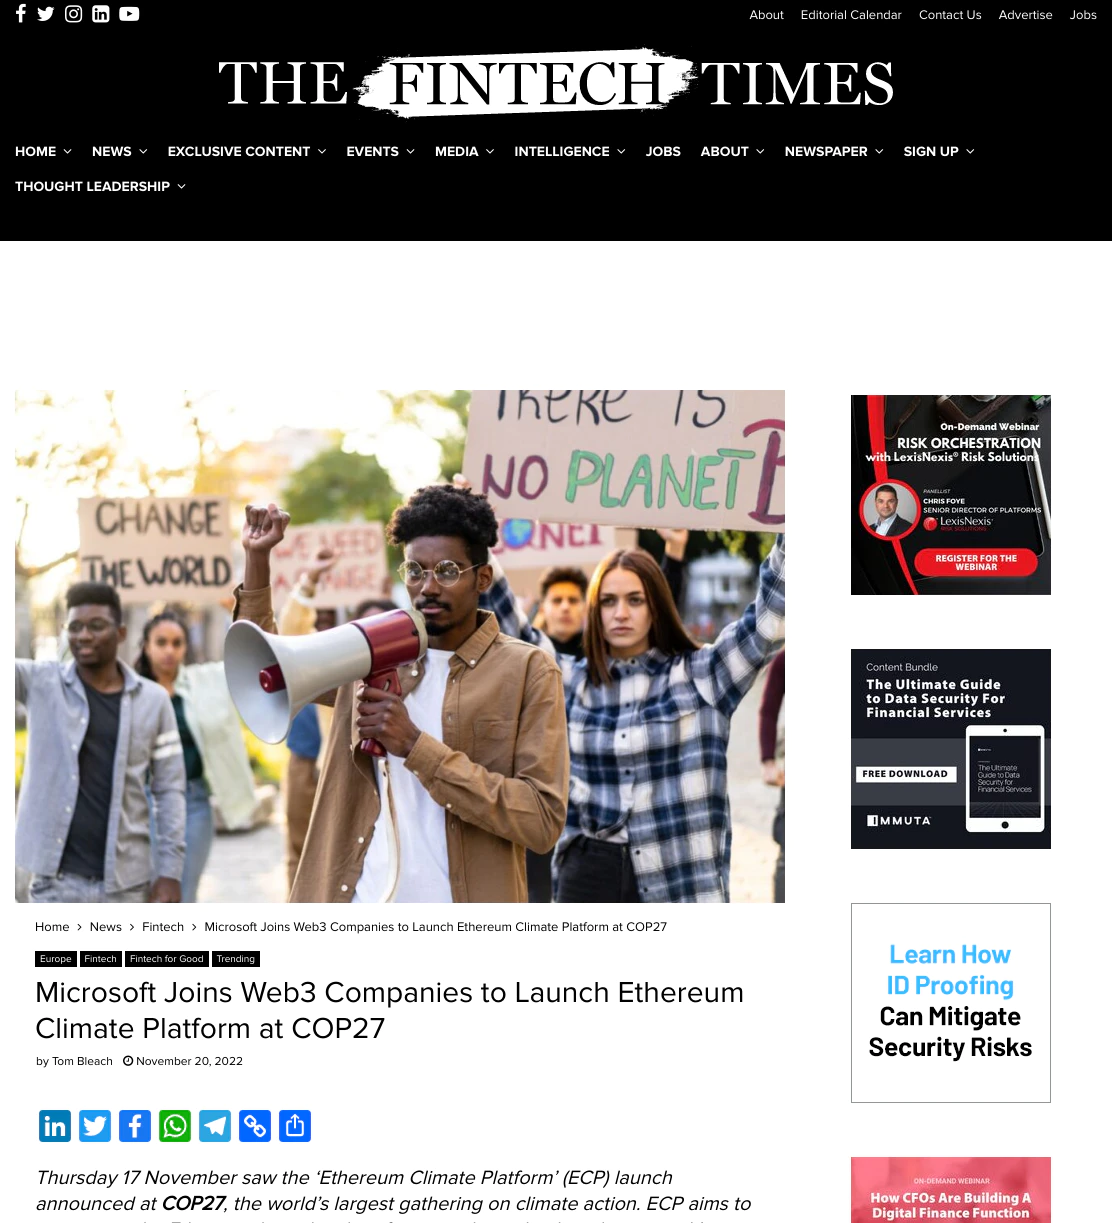 About Editorial Calendar Contact Us Advertise Jobs
THE FINTECH TIMES
HOME NEWS EXCLUSIVE CONTENT EVENTS MEDIA INTELLIGENCE JOBS ABOUT NEWSPAPER SIGN UP
THOUGHT LEADERSHIP
THERE IS
NO PLANET B
CHANGE
THE WORLD
WE NEED
A CHANGE
On-Demand Webinar
RISK ORCHESTRATION
with LexisNexis® Risk Solutions
PANELLIST
CHRIS FOYE
SENIOR DIRECTOR OF PLATFORMS
LexisNexis
RISK SOLUTIONS
REGISTER FOR THE
WEBINAR
Content Bundle
The Ultimate Guide
to Data Security For
Financial Services
FREE DOWNLOAD
The Ultimate
Guide to Data
Security for
Financial Services
IMMUTA
Home > News > Fintech > Microsoft Joins Web3 Companies to Launch Ethereum Climate Platform at COP27
Europe Fintech Fintech for Good Trending
Microsoft Joins Web3 Companies to Launch Ethereum
Climate Platform at COP27
by Tom Bleach November 20, 2022
Learn How
ID Proofing
Can Mitigate
Security Risks
Thursday 17 November saw the ‘Ethereum Climate Platform’ (ECP) launch
announced at COP27, the world’s largest gathering on climate action. ECP aims to
ON-DEMAND WEBINAR
How CFOs Are Building A
Digital Finance Function